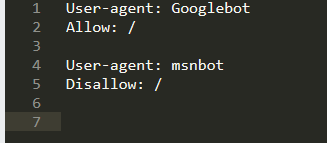 1 User-agent: Googlebot
2 Allow: /
3
4 User-agent: msnbot
5 Disallow: /
6
7